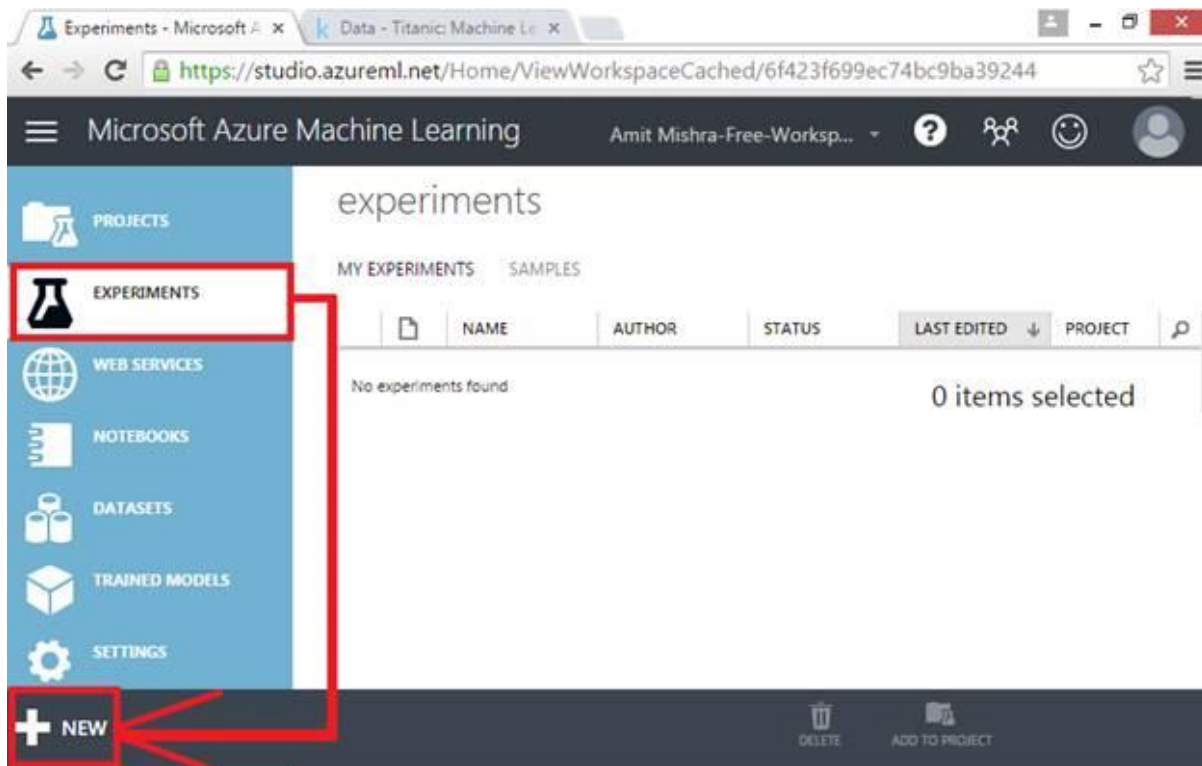 Experiments - Microsoft A
Data - Titanic: Machine Le
https://studio.azureml.net/Home/ViewWorkspaceCached/6f423f699ec74bc9ba39244
Microsoft Azure Machine Learning
Amit Mishra-Free-Worksp...
PROJECTS
EXPERIMENTS
WEB SERVICES
NOTEBOOKS
DATASETS
TRAINED MODELS
SETTINGS
experiments
MY EXPERIMENTS SAMPLES
NAME AUTHOR STATUS LAST EDITED PROJECT
No experiments found
0 items selected
NEW
DELETE
ADD TO PROJECT